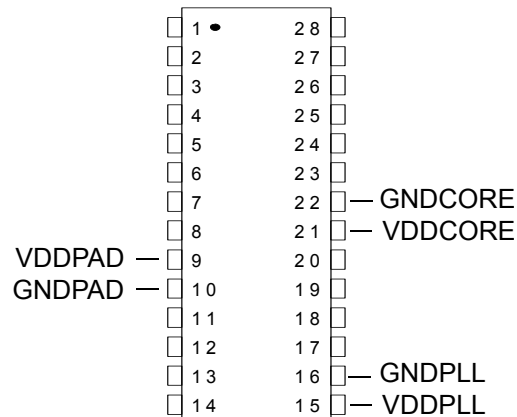 1 28
2 27
3 26
4 25
5 24
6 23
7 22 GNDCORE
8 21 VDDCORE
VDDPAD 9 20
GNDPAD 10 19
11 18
12 17
13 16 GNDPLL
14 15 VDDPLL